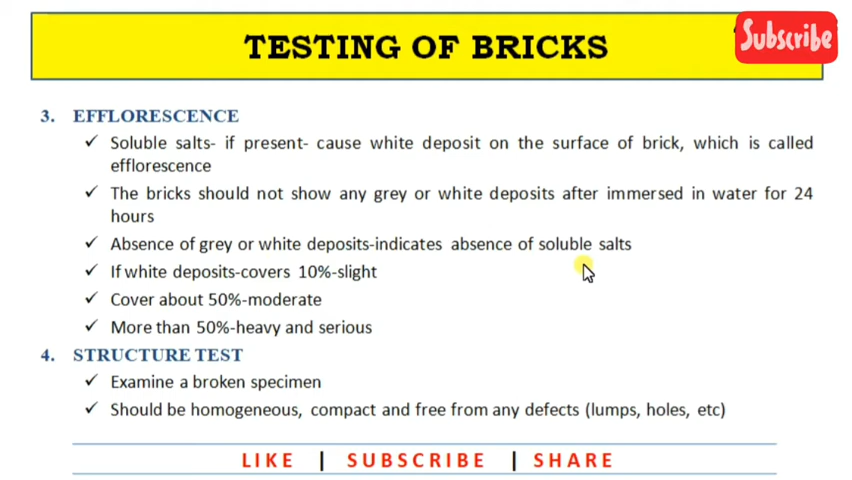 TESTING OF BRICKS
Subscribe
3. EFFLORESCENCE
✓ Soluble salts- if present- cause white deposit on the surface of brick, which is called
efflorescence
✓ The bricks should not show any grey or white deposits after immersed in water for 24
hours
✓ Absence of grey or white deposits-indicates absence of soluble salts
✓ If white deposits-covers 10%-slight
✓ Cover about 50%-moderate
✓ More than 50%-heavy and serious
4. STRUCTURE TEST
✓ Examine a broken specimen
✓ Should be homogeneous, compact and free from any defects (lumps, holes, etc)
LIKE | SUBSCRIBE | SHARE